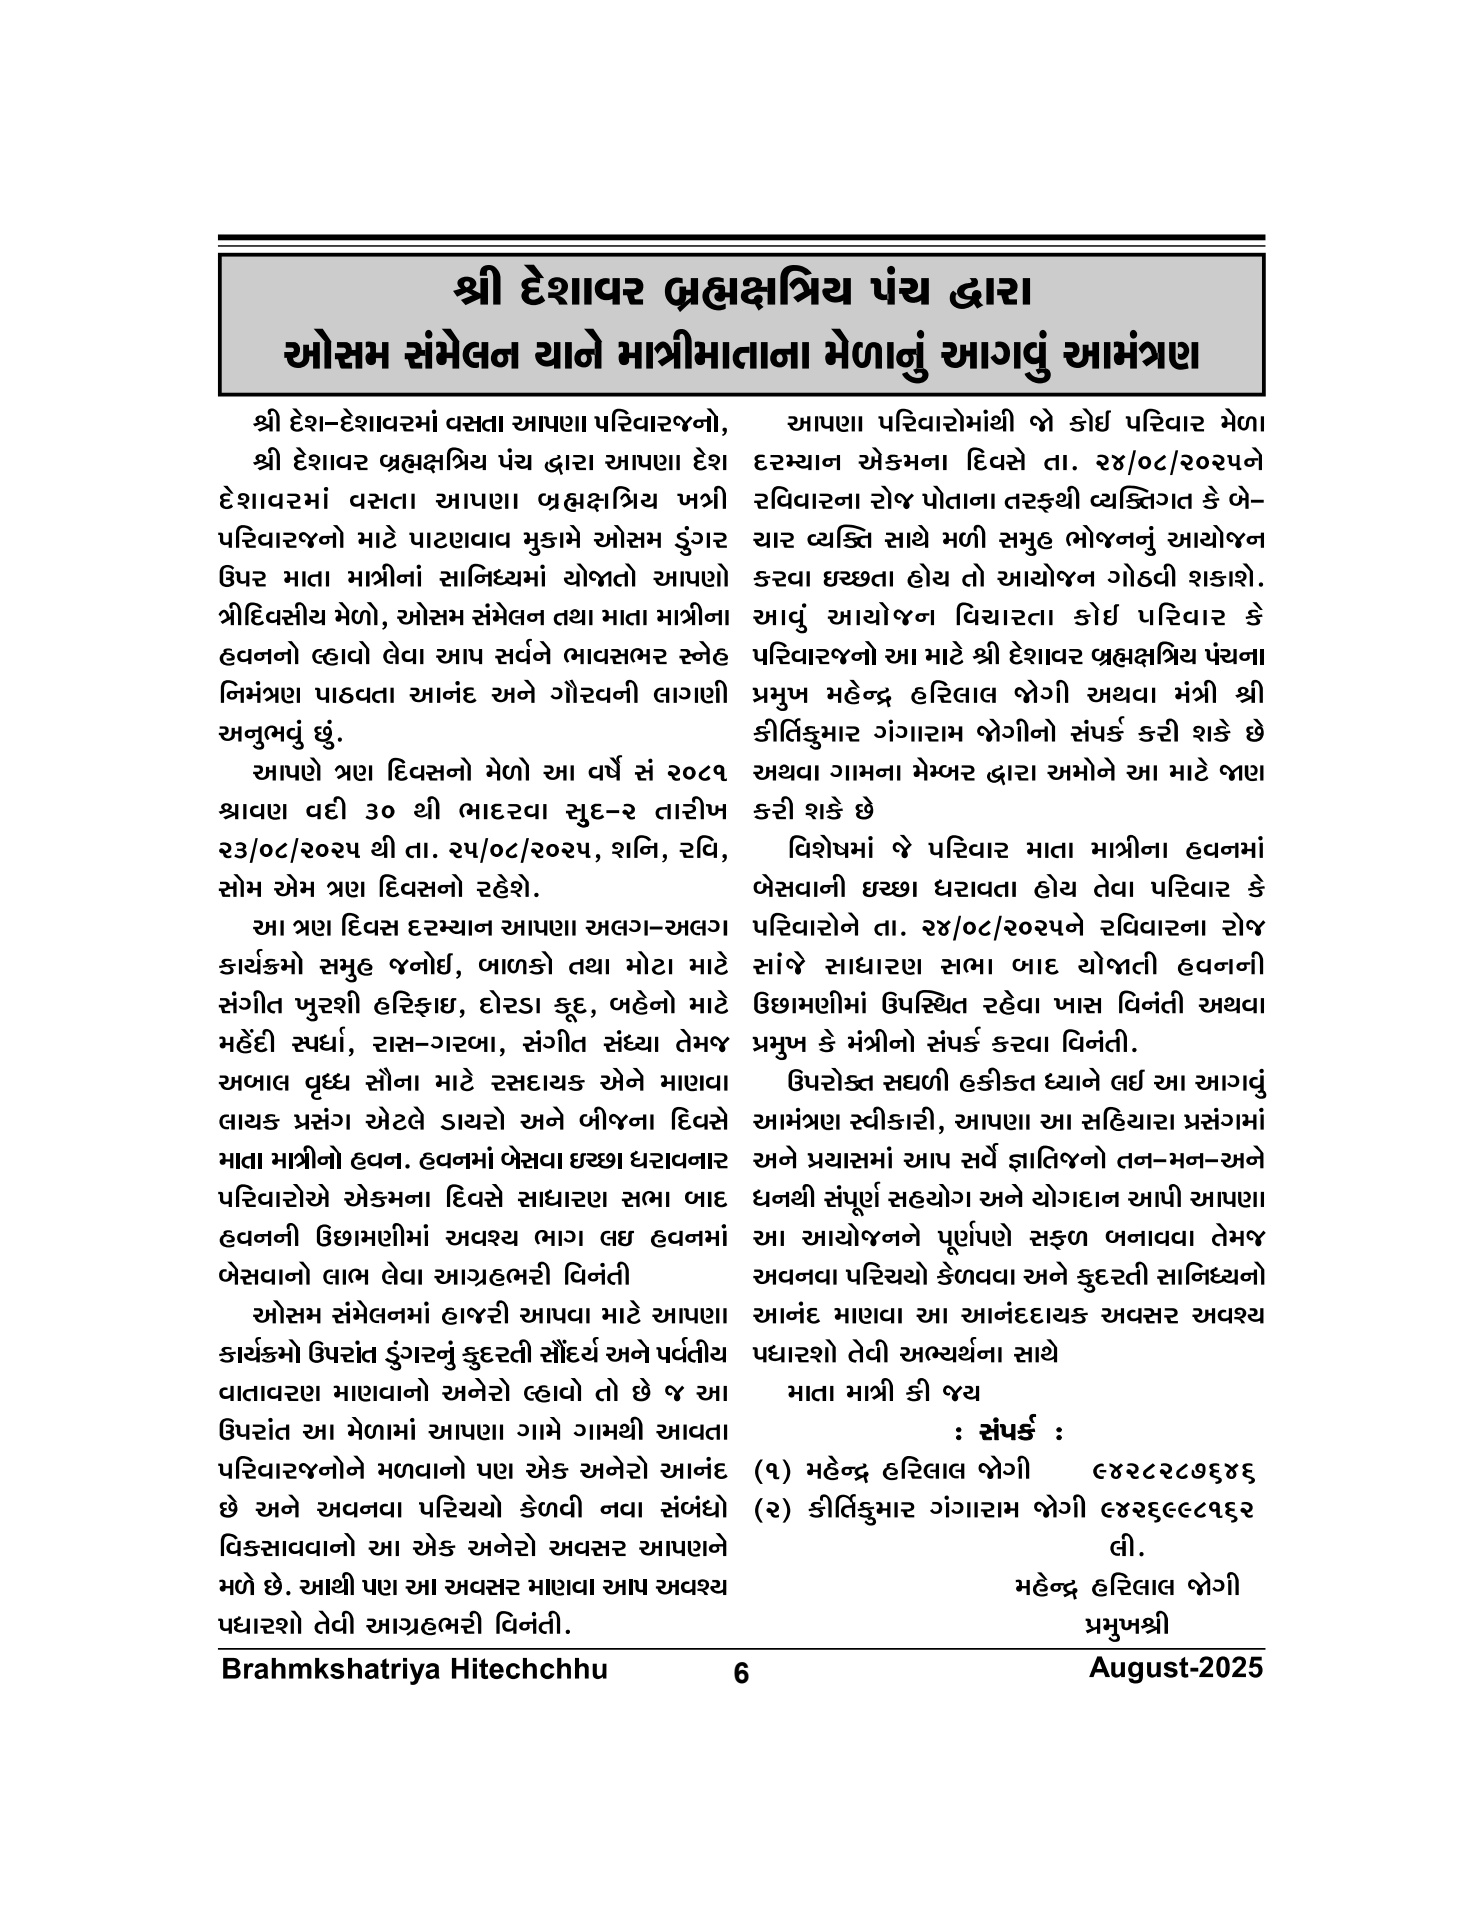 શ્રી દેશાવર બ્રહ્મક્ષત્રિય પંચ દ્વારા
ઓસમ સંમેલન યાને માત્રીમાતાના મેળાનું આગવું આમંત્રણ
શ્રી દેશ-દેશાવરમાં વસતા આપણા પરિવારજનો,
શ્રી દેશાવર બ્રહ્મક્ષત્રિય પંચ દ્વારા આપણા દેશ
દેશાવરમાં વસતા આપણા બ્રહ્મક્ષત્રિય ખત્રી
પરિવારજનો માટે પાટણવાવ મુકામે ઓસમ ડુંગર
ઉપર માતા માત્રીનાં સાનિધ્યમાં યોજાતો આપણો
ત્રીદિવસીય મેળો, ઓસમ સંમેલન તથા માતા માત્રીના
હવનનો લ્હાવો લેવા આપ સર્વને ભાવસભર સ્નેહ
નિમંત્રણ પાઠવતા આનંદ અને ગૌરવની લાગણી
અનુભવું છું.
આપણે ત્રણ દિવસનો મેળો આ વર્ષે સં ૨૦૮૧
શ્રાવણ વદી ૩૦ થી ભાદરવા સુદ-૨ તારીખ
૨૩/૦૮/૨૦૨૫ થી તા. ૨૫/૦૮/૨૦૨૫, શનિ, રવિ,
સોમ એમ ત્રણ દિવસનો રહેશે.
આ ત્રણ દિવસ દરમ્યાન આપણા અલગ-અલગ
કાર્યક્રમો સમુહ જનોઈ, બાળકો તથા મોટા માટે
સંગીત ખુરશી હરિફાઇ, દોરડા કૂદ, બહેનો માટે
મહેંદી સ્પર્ધા, રાસ-ગરબા, સંગીત સંધ્યા તેમજ
અબાલ વૃધ્ધ સૌના માટે રસદાયક એને માણવા
લાયક પ્રસંગ એટલે ડાયરો અને બીજના દિવસે
માતા માત્રીનો હવન. હવનમાં બેસવા ઇચ્છા ધરાવનાર
પરિવારોએ એકમના દિવસે સાધારણ સભા બાદ
હવનની ઉછામણીમાં અવશ્ય ભાગ લઇ હવનમાં
બેસવાનો લાભ લેવા આગ્રહભરી વિનંતી
ઓસમ સંમેલનમાં હાજરી આપવા માટે આપણા
કાર્યક્રમો ઉપરાંત ડુંગરનું કુદરતી સૌંદર્ય અને પર્વતીય
વાતાવરણ માણવાનો અનેરો લ્હાવો તો છે જ આ
ઉપરાંત આ મેળામાં આપણા ગામે ગામથી આવતા
પરિવારજનોને મળવાનો પણ એક અનેરો આનંદ
છે અને અવનવા પરિચયો કેળવી નવા સંબંધો
વિકસાવવાનો આ એક અનેરો અવસર આપણને
મળે છે. આથી પણ આ અવસર માણવા આપ અવશ્ય
પધારશો તેવી આગ્રહભરી વિનંતી.
આપણા પરિવારોમાંથી જો કોઈ પરિવાર મેળા
દરમ્યાન એકમના દિવસે તા. ૨૪/૦૮/૨૦૨૫ને
રવિવારના રોજ પોતાના તરફથી વ્યક્તિગત કે બે-
ચાર વ્યક્તિ સાથે મળી સમુહ ભોજનનું આયોજન
કરવા ઇચ્છતા હોય તો આયોજન ગોઠવી શકાશે.
આવું આયોજન વિચારતા કોઈ પરિવાર કે
પરિવારજનો આ માટે શ્રી દેશાવર બ્રહ્મક્ષત્રિય પંચના
પ્રમુખ મહેન્દ્ર હરિલાલ જોગી અથવા મંત્રી શ્રી
કીર્તિકુમાર ગંગારામ જોગીનો સંપર્ક કરી શકે છે
અથવા ગામના મેમ્બર દ્વારા અમોને આ માટે જાણ
કરી શકે છે
વિશેષમાં જે પરિવાર માતા માત્રીના હવનમાં
બેસવાની ઇચ્છા ધરાવતા હોય તેવા પરિવાર કે
પરિવારોને તા. ૨૪/૦૮/૨૦૨૫ને રવિવારના રોજ
સાંજે સાધારણ સભા બાદ યોજાતી હવનની
ઉછામણીમાં ઉપસ્થિત રહેવા ખાસ વિનંતી અથવા
પ્રમુખ કે મંત્રીનો સંપર્ક કરવા વિનંતી.
ઉપરોક્ત સઘળી હકીકત ધ્યાને લઈ આ આગવું
આમંત્રણ સ્વીકારી, આપણા આ સહિયારા પ્રસંગમાં
અને પ્રયાસમાં આપ સર્વે જ્ઞાતિજનો તન-મન-અને
ધનથી સંપૂર્ણ સહયોગ અને યોગદાન આપી આપણા
આ આયોજનને પૂર્ણપણે સફળ બનાવવા તેમજ
અવનવા પરિચયો કેળવવા અને કુદરતી સાનિધ્યનો
આનંદ માણવા આ આનંદદાયક અવસર અવશ્ય
પધારશો તેવી અભ્યર્થના સાથે
માતા માત્રી કી જય
: સંપર્ક :
(૧) મહેન્દ્ર હરિલાલ જોગી ૯૪૨૮૨૮૭૬૪૬
(૨) કીર્તિકુમાર ગંગારામ જોગી ૯૪૨૬૯૯૮૧૬૨
લી.
મહેન્દ્ર હરિલાલ જોગી
પ્રમુખશ્રી
Brahmkshatriya Hitechchhu 6 August-2025